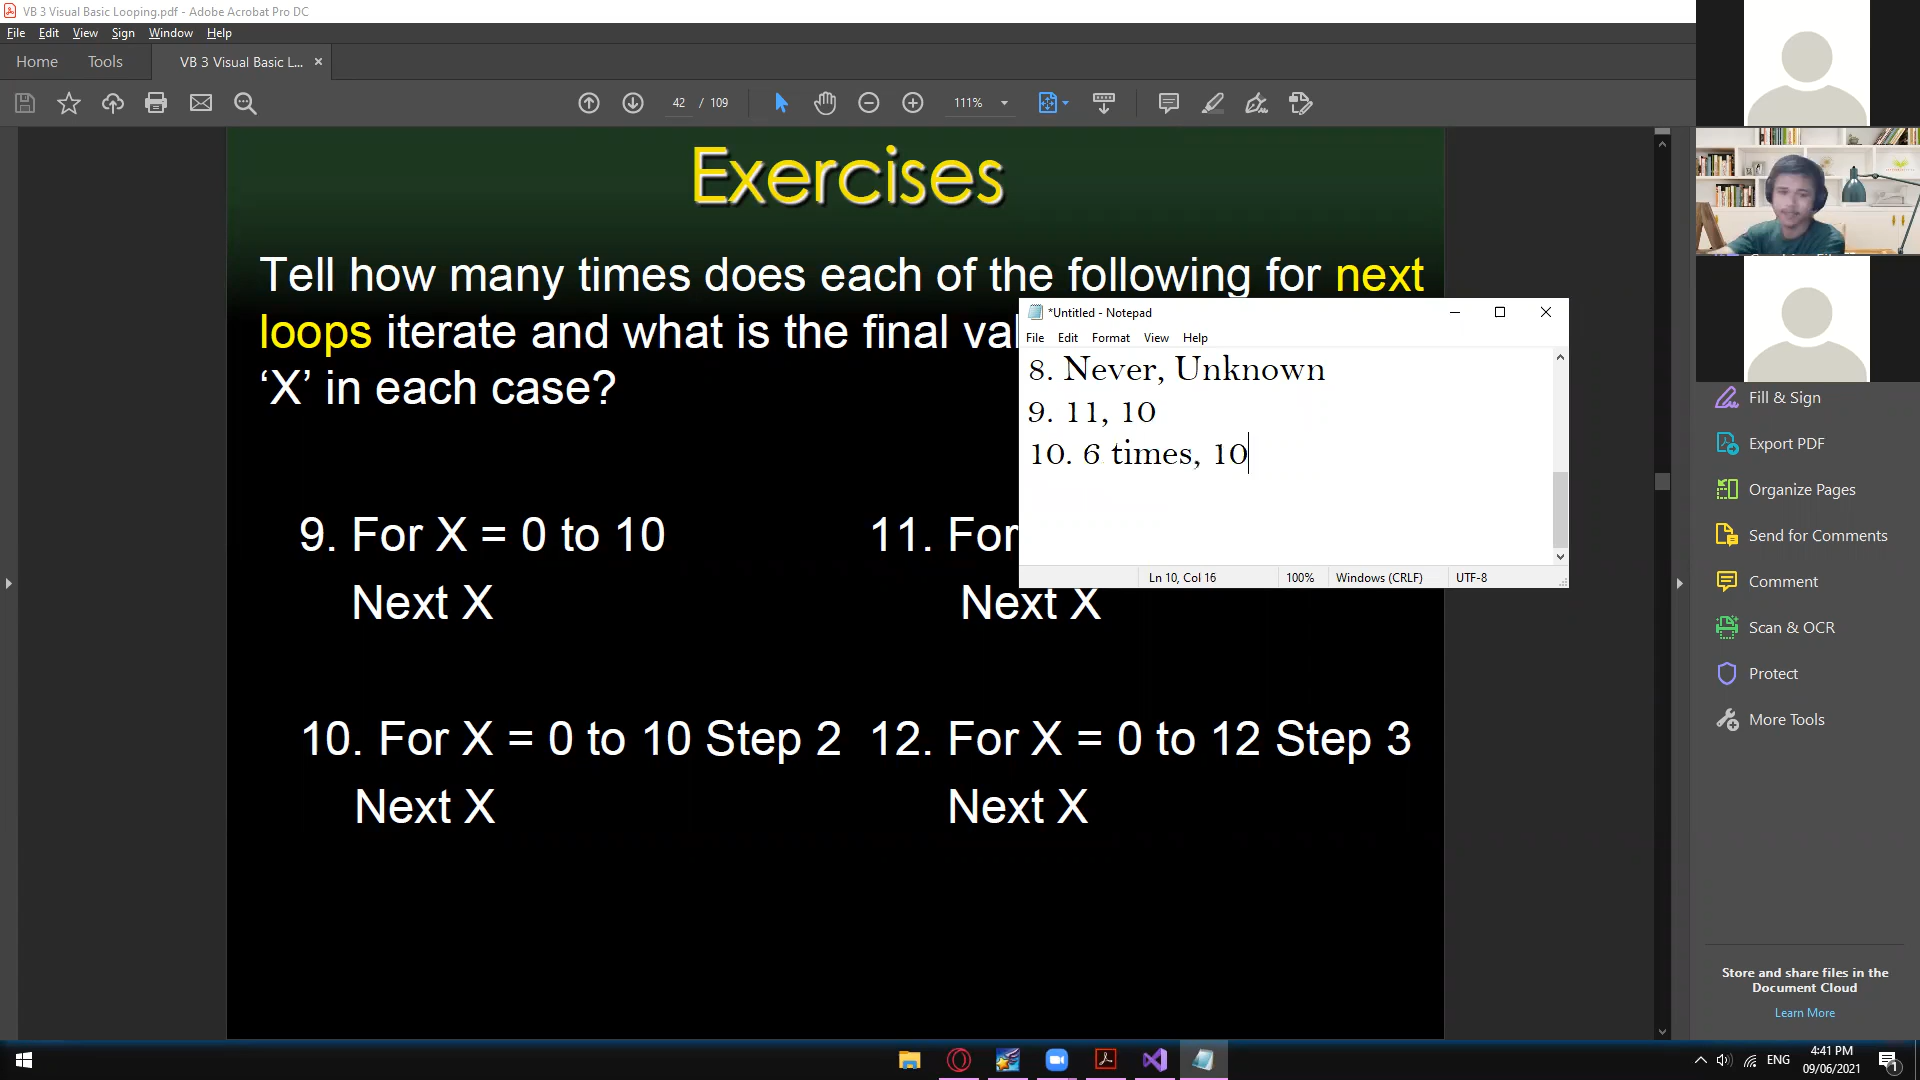 VB 3 Visual Basic Looping.pdf - Adobe Acrobat Pro DC
File Edit View Sign Window Help
Home Tools VB 3 Visual Basic L... ×
42 / 109 111%
Exercises
Tell how many times does each of the following for next
loops iterate and what is the final val
‘X’ in each case?
*Untitled - Notepad
File Edit Format View Help
8. Never, Unknown
9. 11, 10
10. 6 times, 10
Ln 10, Col 16 100% Windows (CRLF) UTF-8
9. For X = 0 to 10
Next X
11. For
Next X
10. For X = 0 to 10 Step 2
Next X
12. For X = 0 to 12 Step 3
Next X
Fill & Sign
Export PDF
Organize Pages
Send for Comments
Comment
Scan & OCR
Protect
More Tools
Store and share files in the
Document Cloud
Learn More
ENG
4:41 PM
09/06/2021
1